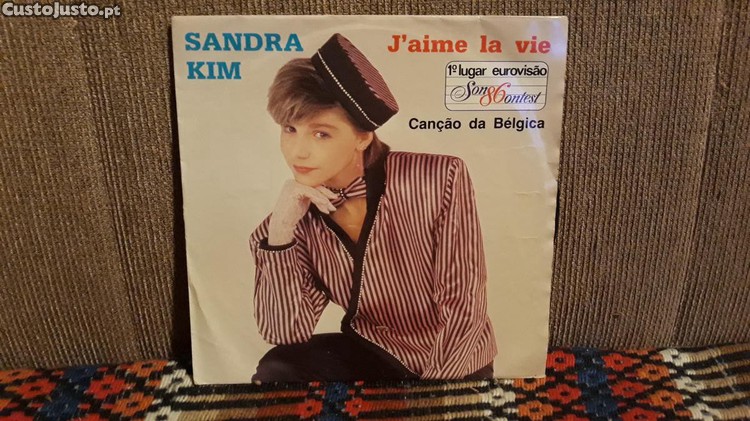 CustoJusto.pt
SANDRA
KIM
J'aime la vie
1º lugar eurovisão
Song 86 Contest
Canção da Bélgica